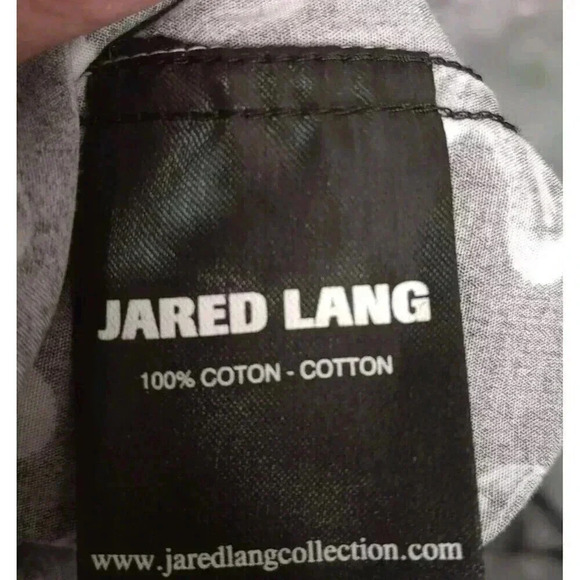 JARED LANG
100% COTON - COTTON
www.jaredlangcollection.com